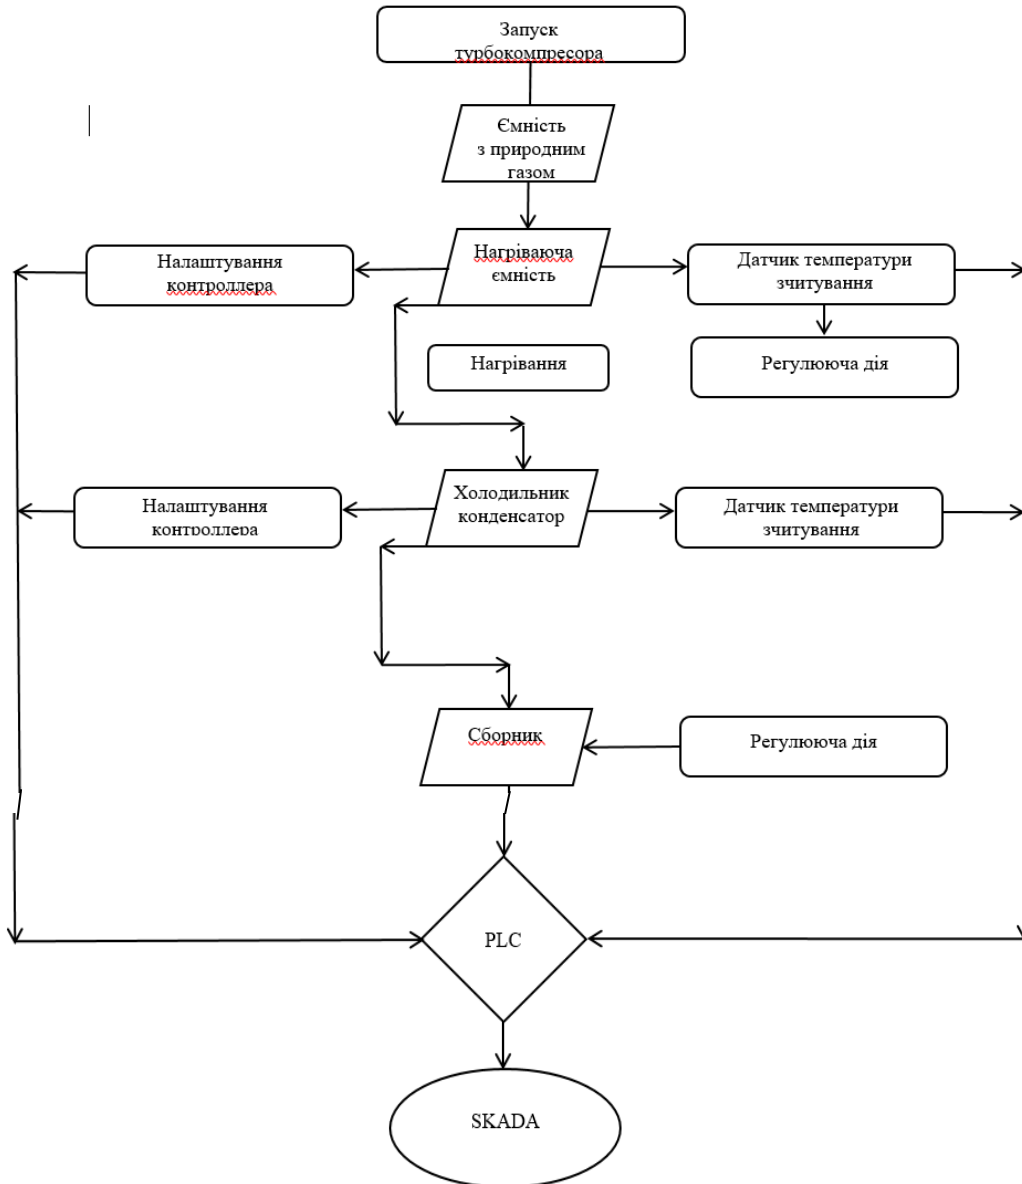 Запуск
турбокомпресора
Ємність
з природним
газом
Налаштування
контроллера
Нагріваюча
ємність
Датчик температури
зчитування
Нагрівання
Регулююча дія
Налаштування
контроллера
Холодильник
конденсатор
Датчик температури
зчитування
Сборник
Регулююча дія
PLC
SKADA